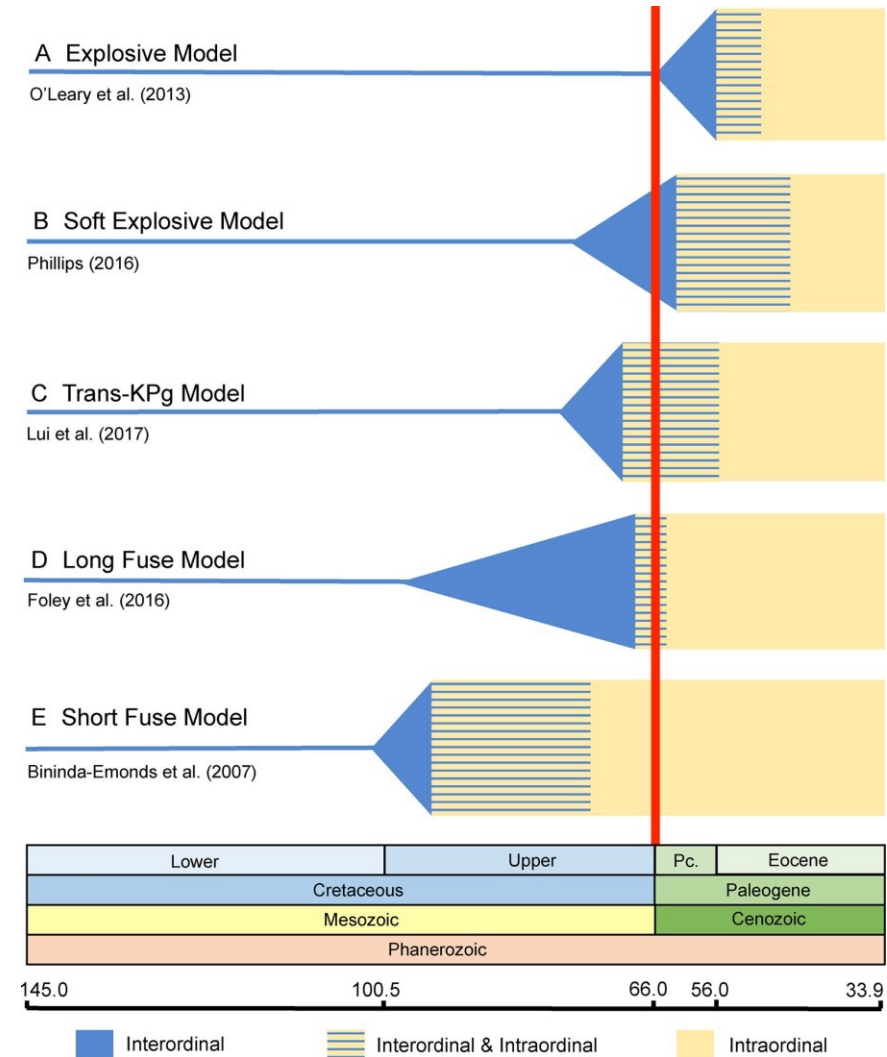 A Explosive Model
O'Leary et al. (2013)
B Soft Explosive Model
Phillips (2016)
C Trans-KPg Model
Lui et al. (2017)
D Long Fuse Model
Foley et al. (2016)
E Short Fuse Model
Bininda-Emonds et al. (2007)
Lower Upper Pc. Eocene
Cretaceous Paleogene
Mesozoic Cenozoic
Phanerozoic
145.0 100.5 66.0 56.0 33.9
Interordinal Interordinal & Intraordinal Intraordinal